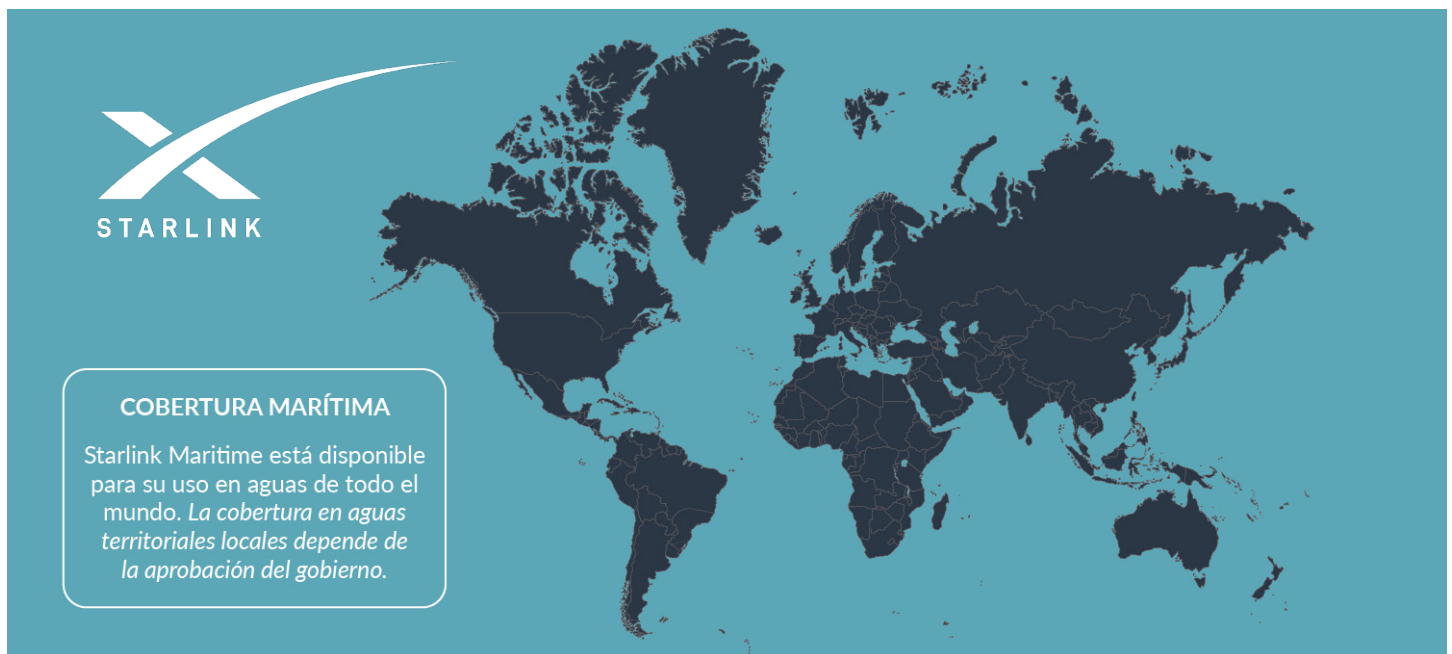 STARLINK
COBERTURA MARÍTIMA
Starlink Maritime está disponible
para su uso en aguas de todo el
mundo. La cobertura en aguas
territoriales locales depende de
la aprobación del gobierno.